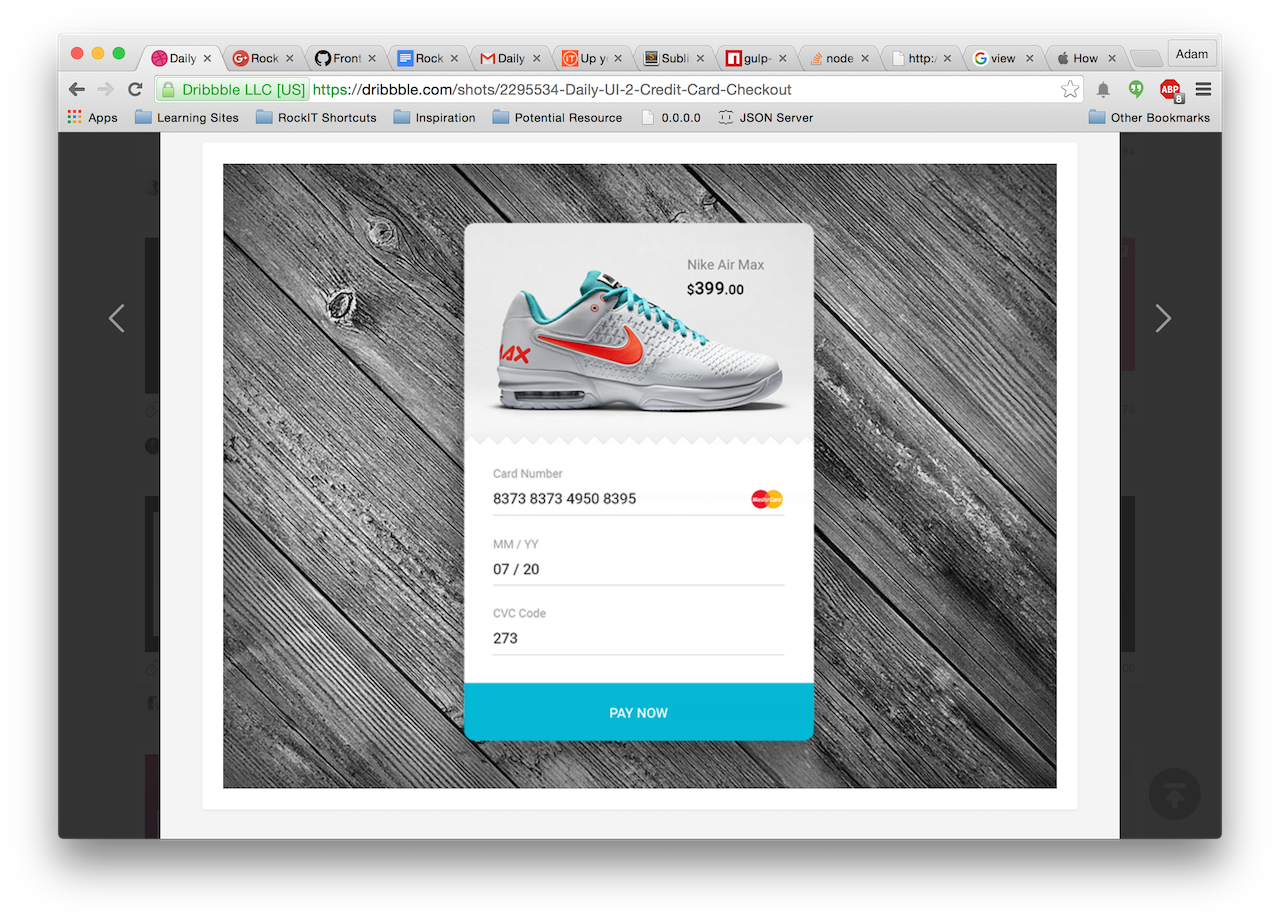 Daily
Rock
Front
Rock
Daily
Up yo
Subli
gulp-
node
http:/
view
How
Adam
Dribbble LLC [US]
https://dribbble.com/shots/2295534-Daily-UI-2-Credit-Card-Checkout
ABP
8
Apps
Learning Sites
RockIT Shortcuts
Inspiration
Potential Resource
0.0.0.0
JSON Server
Other Bookmarks
Nike Air Max
$399.00
MAX
Card Number
8373 8373 4950 8395
MasterCard
MM / YY
07 / 20
CVC Code
273
PAY NOW